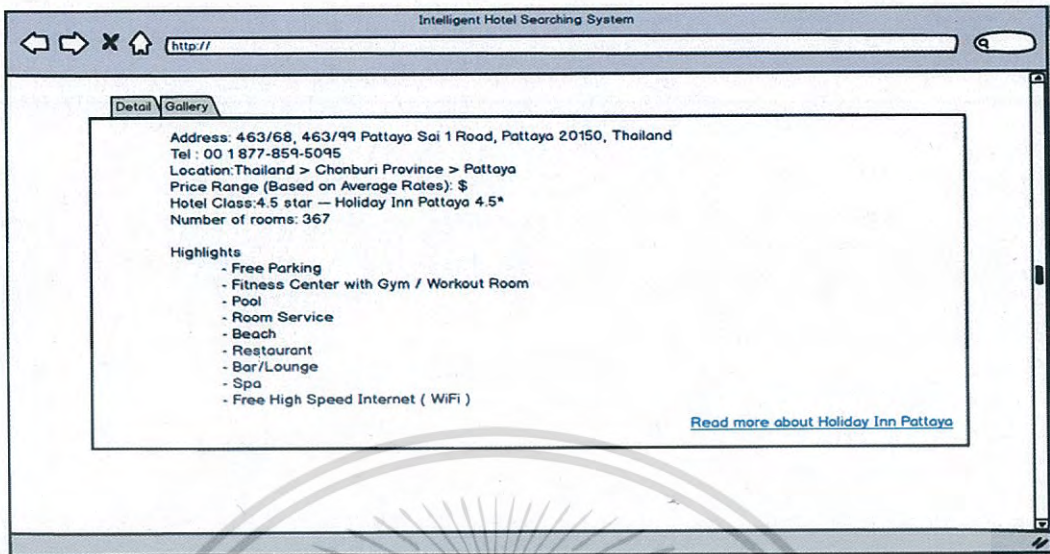 Intelligent Hotel Searching System
http://
Detail Gallery
Address: 463/68, 463/99 Pattaya Sai 1 Road, Pattaya 20150, Thailand
Tel : 00 1 877-859-5095
Location:Thailand > Chonburi Province > Pattaya
Price Range (Based on Average Rates): $
Hotel Class:4.5 star — Holiday Inn Pattaya 4.5*
Number of rooms: 367
Highlights
- Free Parking
- Fitness Center with Gym / Workout Room
- Pool
- Room Service
- Beach
- Restaurant
- Bar/Lounge
- Spa
- Free High Speed Internet ( WiFi )
Read more about Holiday Inn Pattaya